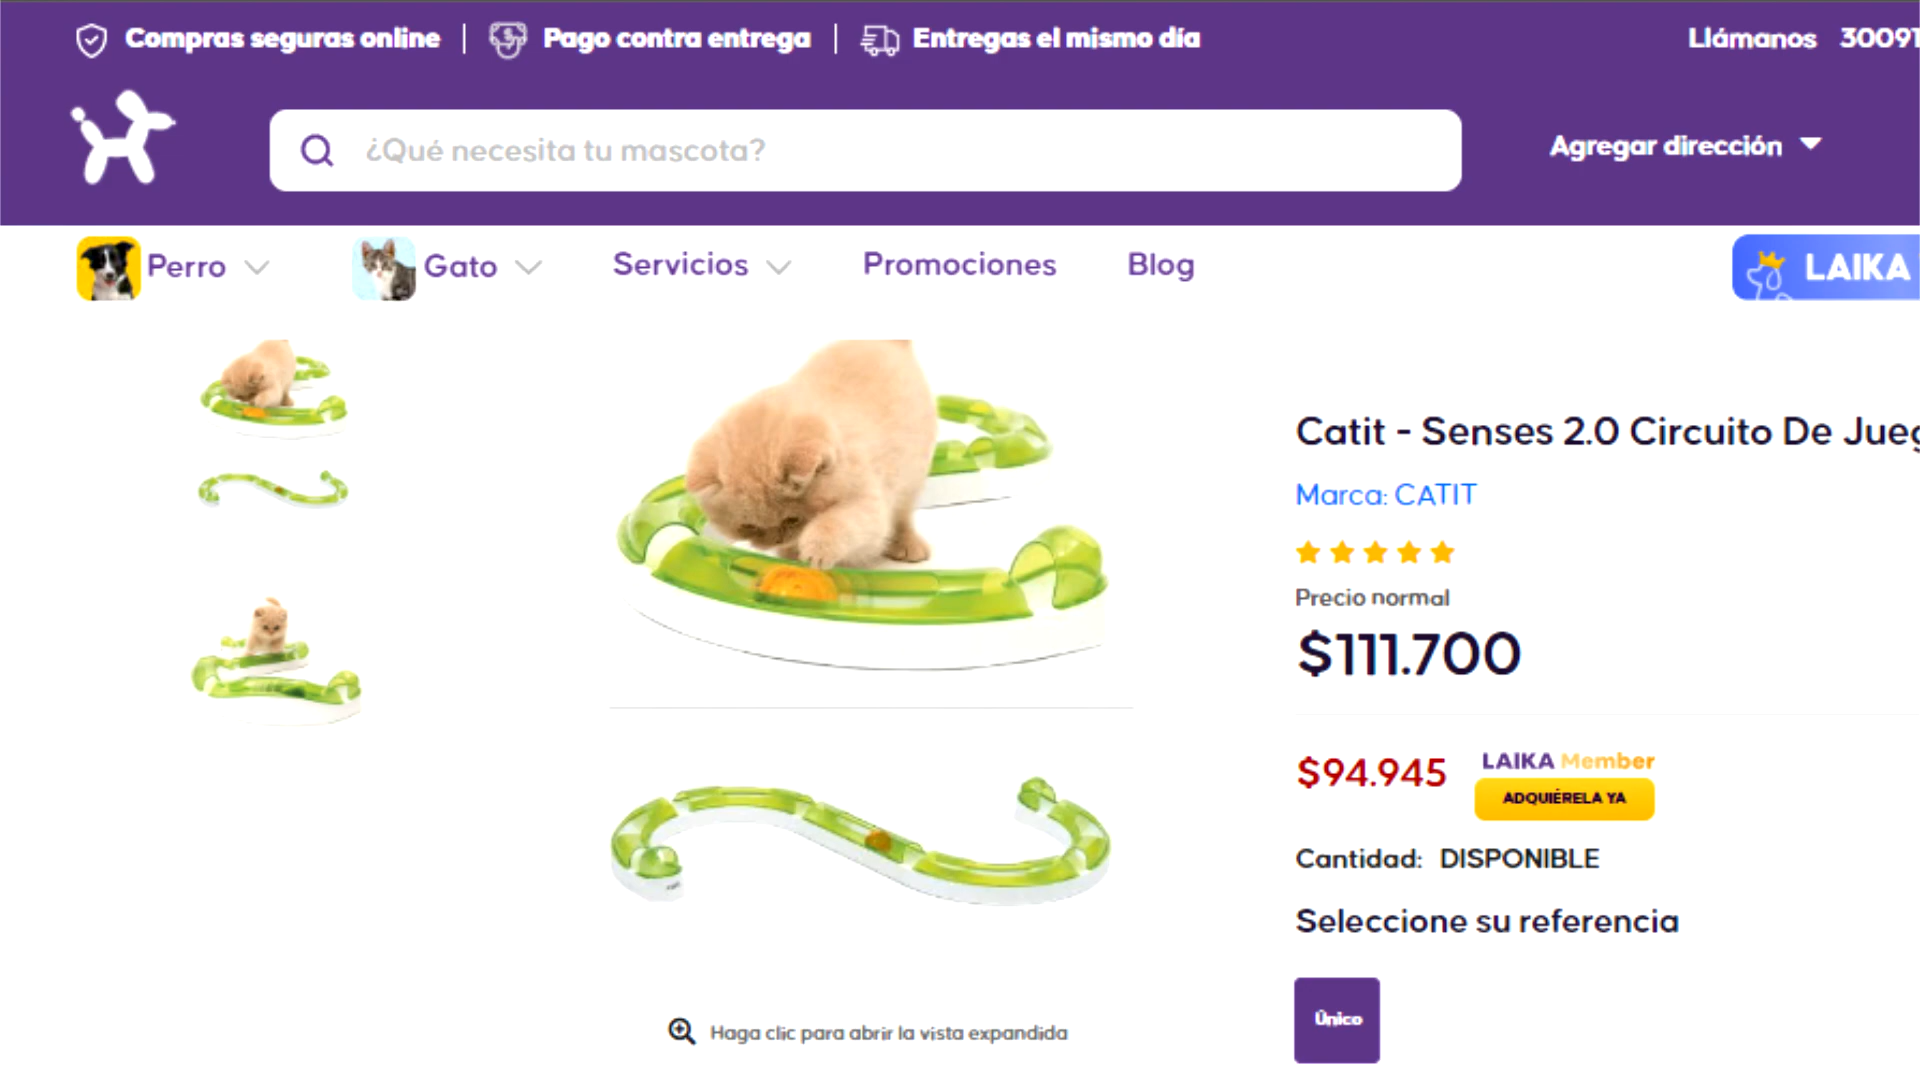 Compras seguras online | Pago contra entrega | Entregas el mismo día
Llámanos 30091
¿Qué necesita tu mascota?
Agregar dirección
Perro
Gato
Servicios
Promociones
Blog
LAIKA
Catit - Senses 2.0 Circuito De Jueg
Marca: CATIT
Precio normal
$111.700
$94.945
LAIKA Member
ADQUIÉRELA YA
Cantidad: DISPONIBLE
Seleccione su referencia
Único
Haga clic para abrir la vista expandida